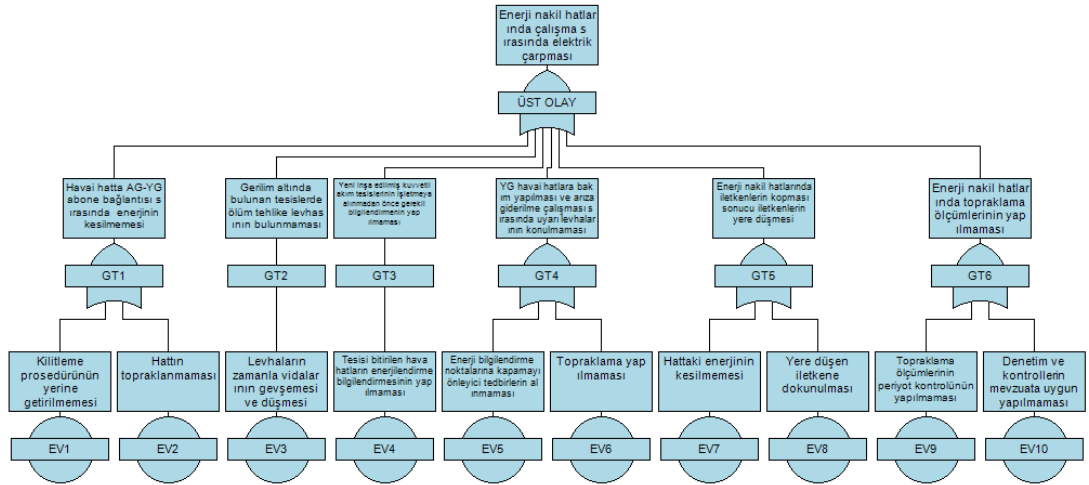 Enerji nakil hatlar
ında çalışma s
ırasında elektrik
çarpması
ÜST OLAY
Havai hatta AG-YG
abone bağlantısı s
ırasında enerjinin
kesilmemesi
GT1
Gerilim altında
bulunan tesislerde
ölüm tehlike levhas
ının bulunmaması
GT2
Yeni inşa edilmiş kuvvetli
akım tesislerinin işletmeye
alınmadan önce gerekli
bilgilendirmenin yap
ılmaması
GT3
YG havai hatlara bak
ım yapılması ve arıza
giderilme çalışması s
ırasında uyarı levhalar
ının konulmaması
GT4
Enerji nakil hatlarında
iletkenlerin kopması
sonucu iletkenlerin
yere düşmesi
GT5
Enerji nakil hatlar
ında topraklama
ölçümlerinin yap
ılmaması
GT6
Kilitleme
prosedürünün
yerine
getirilmemesi
EV1
Hattın
topraklanmaması
EV2
Levhaların
zamanla vidalar
ının gevşemesi
ve düşmesi
EV3
Tesisi bitirilen hava
hatların enerjilendirme
bilgilendirmesinin yap
ılmaması
EV4
Enerji bilgilendirme
noktalarına kapamayı
önleyici tedbirlerin al
ınmaması
EV5
Topraklama yap
ılmaması
EV6
Hattaki enerjinin
kesilmemesi
EV7
Yere düşen
iletkene
dokunulması
EV8
Topraklama
ölçümlerinin
periyot kontrolünün
yapılmaması
EV9
Denetim ve
kontrollerin
mevzuata uygun
yapılmaması
EV10